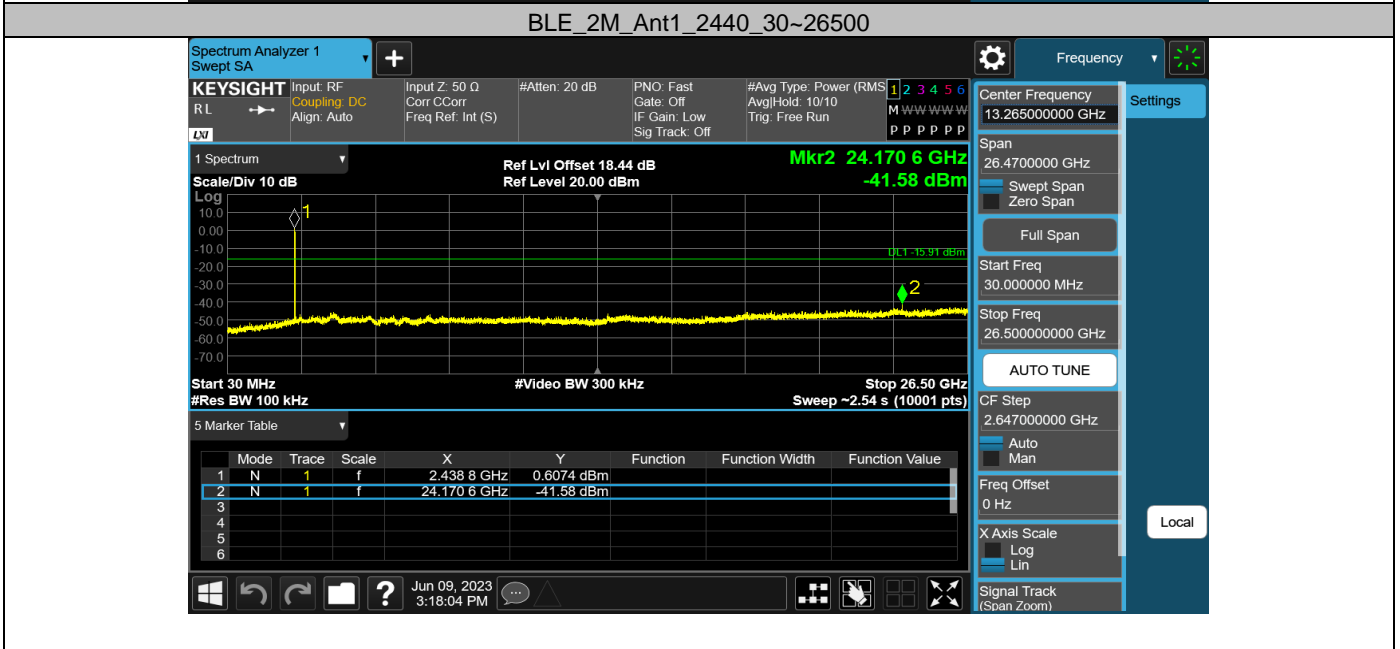 BLE_2M_Ant1_2440_30~26500
Spectrum Analyzer 1
Swept SA
Frequency
KEYSIGHT
RL
LXI
Input: RF
Coupling: DC
Align: Auto
Input Z: 50 Ω
Corr CCorr
Freq Ref: Int (S)
#Atten: 20 dB
PNO: Fast
Gate: Off
IF Gain: Low
Sig Track: Off
#Avg Type: Power (RMS
Avg|Hold: 10/10
Trig: Free Run
1 2 3 4 5 6
M W W W W W
P P P P P P
1 Spectrum
Scale/Div 10 dB
Ref Lvl Offset 18.44 dB
Ref Level 20.00 dBm
Mkr2 24.170 6 GHz
-41.58 dBm
Log
10.0
0.00
-10.0
-20.0
-30.0
-40.0
-50.0
-60.0
-70.0
1
DL1 -15.91 dBm
2
Start 30 MHz
#Video BW 300 kHz
Stop 26.50 GHz
#Res BW 100 kHz
Sweep ~2.54 s (10001 pts)
5 Marker Table
Mode Trace Scale X Y Function Function Width Function Value
1 N 1 f 2.438 8 GHz 0.6074 dBm
2 N 1 f 24.170 6 GHz -41.58 dBm
3
4
5
6
Jun 09, 2023
3:18:04 PM
Center Frequency
13.265000000 GHz
Span
26.4700000 GHz
Swept Span
Zero Span
Full Span
Start Freq
30.000000 MHz
Stop Freq
26.500000000 GHz
AUTO TUNE
CF Step
2.647000000 GHz
Auto
Man
Freq Offset
0 Hz
X Axis Scale
Log
Lin
Signal Track
(Span Zoom)
Settings
Local